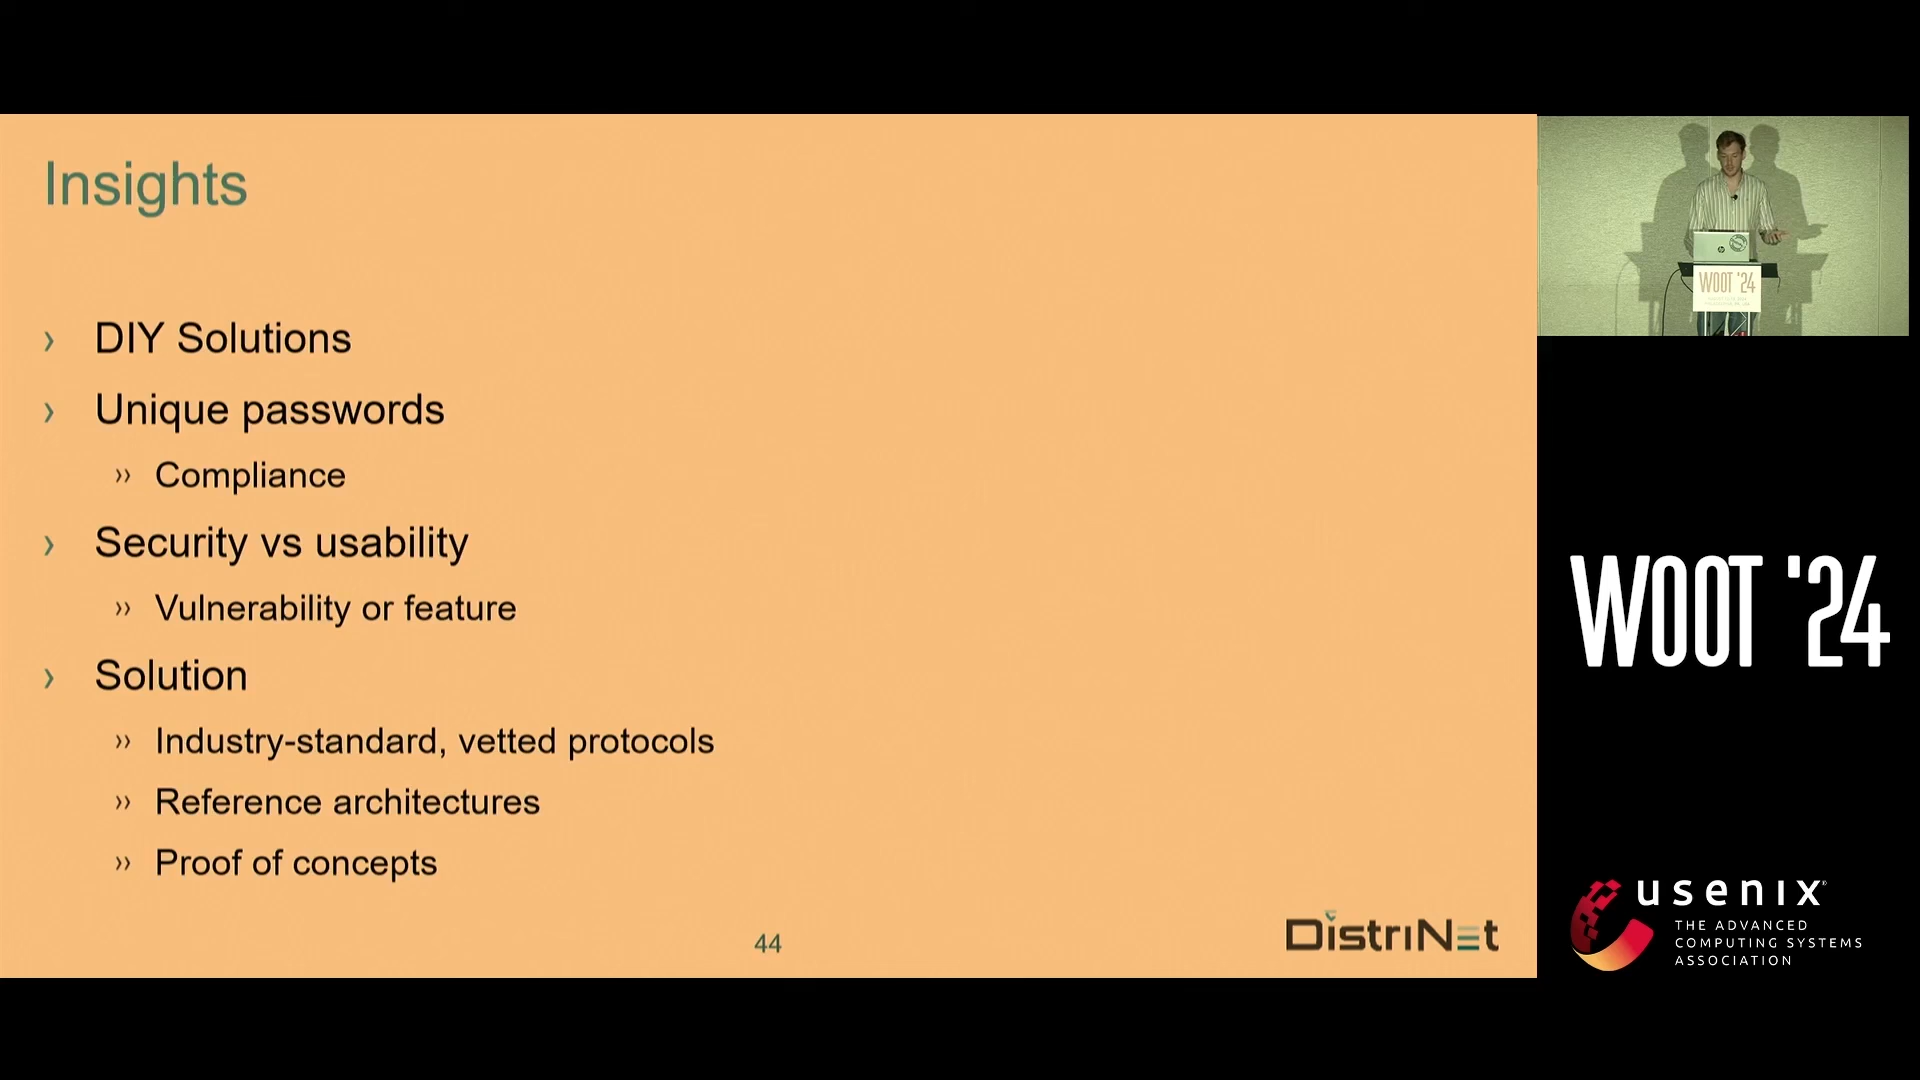 Insights
DIY Solutions
Unique passwords
Compliance
Security vs usability
Vulnerability or feature
Solution
Industry-standard, vetted protocols
Reference architectures
Proof of concepts
44
DistriNet
WOOT '24
WOOT '24
usenix
THE ADVANCED
COMPUTING SYSTEMS
ASSOCIATION